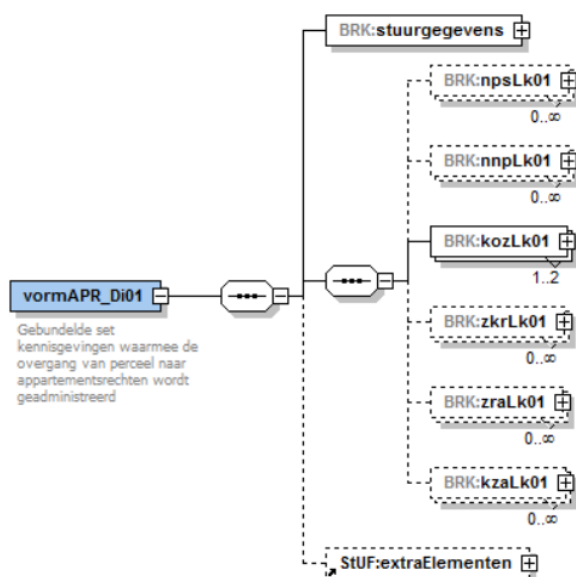 BRK:stuurgegevens
BRK:npsLk01
0..∞
BRK:nnpLk01
0..∞
BRK:kozLk01
1..2
vormAPR_Di01
Gebundelde set
kennisgevingen waarmee de
overgang van perceel naar
appartementsrechten wordt
geadministreerd
BRK:zkrLk01
0..∞
BRK:zraLk01
0..∞
BRK:kzaLk01
0..∞
StUF:extraElementen